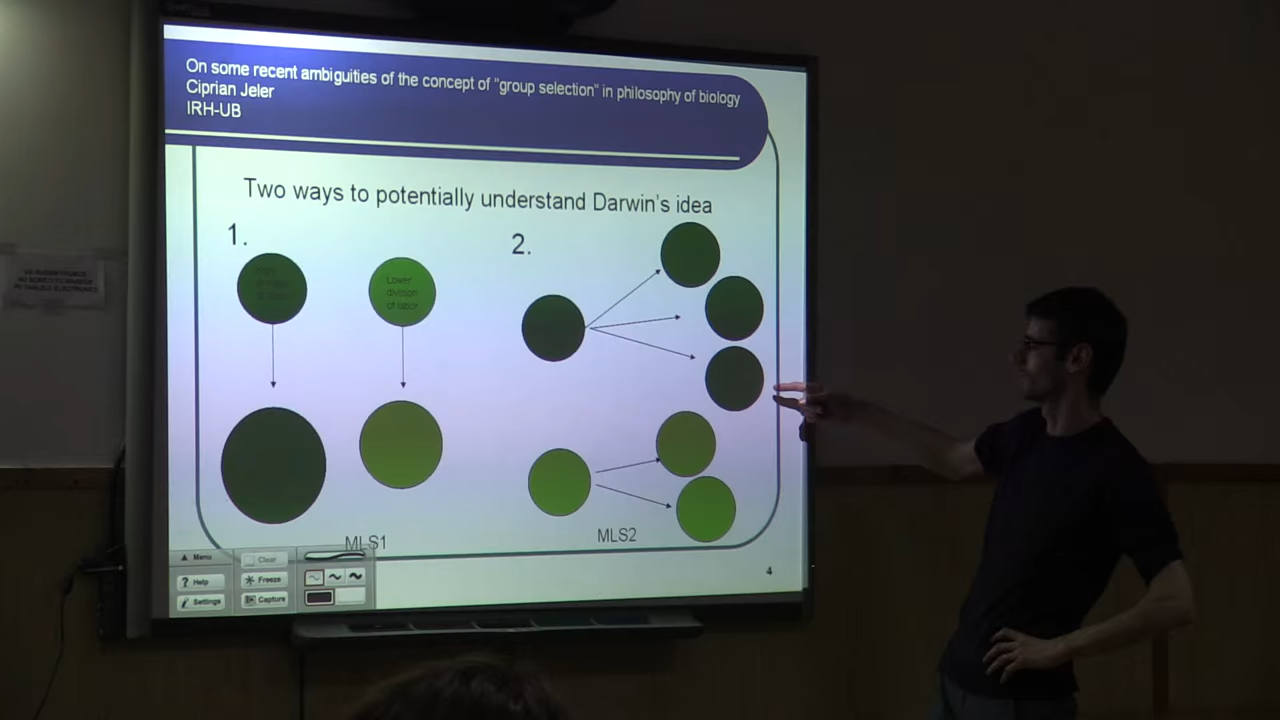 On some recent ambiguities of the concept of "group selection" in philosophy of biology
Ciprian Jeler
IRH-UB
Two ways to potentially understand Darwin's idea
1.
2.
Lower
division
of labor
MLS1
MLS2
4
Menu
Clear
Help
Freeze
Settings
Capture